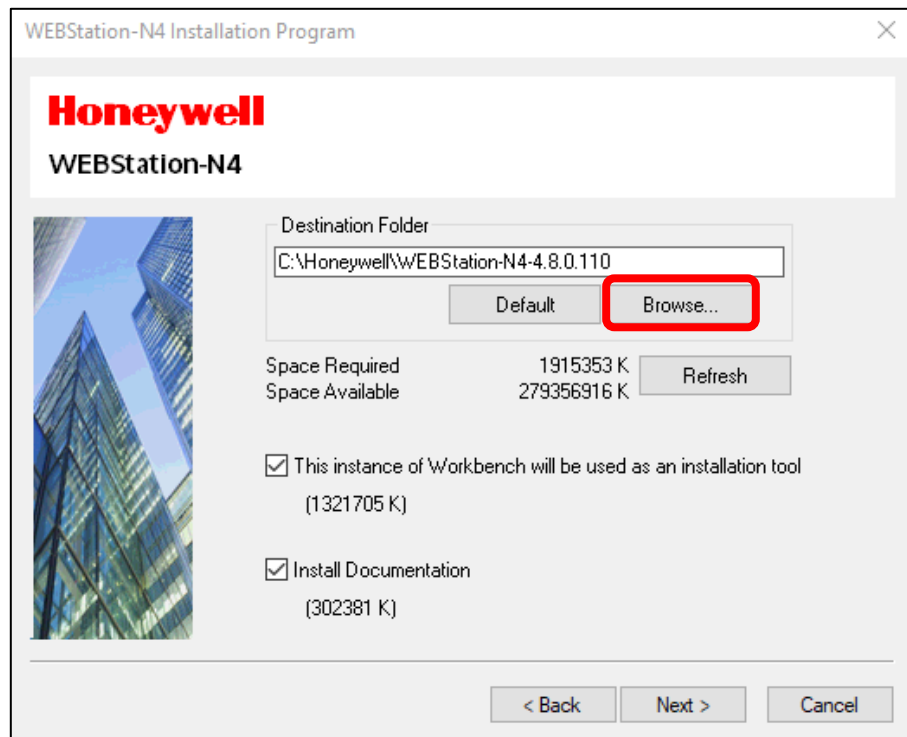 WEBStation-N4 Installation Program
Honeywell
WEBStation-N4
Destination Folder
C:\Honeywell\WEBStation-N4-4.8.0.110
Default
Browse...
Space Required 1915353 K
Refresh
Space Available 279356916 K
This instance of Workbench will be used as an installation tool
(1321705 K)
Install Documentation
(302381 K)
< Back
Next >
Cancel